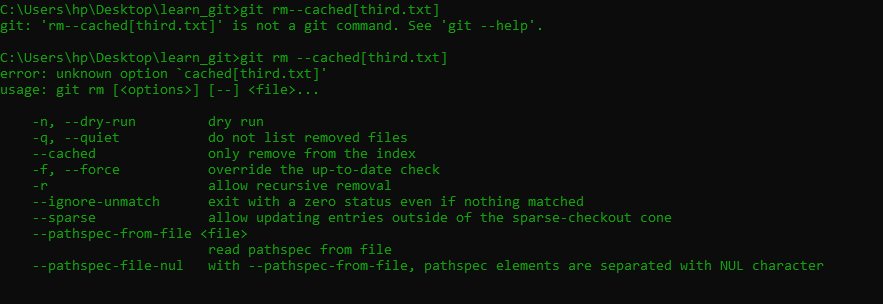 C:\Users\hp\Desktop\learn_git>git rm--cached[third.txt]
git: 'rm--cached[third.txt]' is not a git command. See 'git --help'.
C:\Users\hp\Desktop\learn_git>git rm --cached[third.txt]
error: unknown option `cached[third.txt]'
usage: git rm [<options>] [--] <file>...
-n, --dry-run dry run
-q, --quiet do not list removed files
--cached only remove from the index
-f, --force override the up-to-date check
-r allow recursive removal
--ignore-unmatch exit with a zero status even if nothing matched
--sparse allow updating entries outside of the sparse-checkout cone
--pathspec-from-file <file>
read pathspec from file
--pathspec-file-nul with --pathspec-from-file, pathspec elements are separated with NUL character